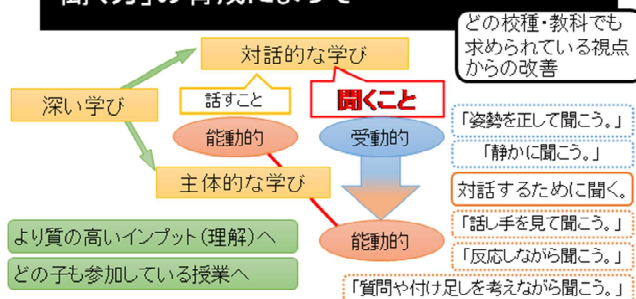 どの校種・教科でも
求められている視点
からの改善
対話的な学び
深い学び
話すこと
聞くこと
能動的
受動的
主体的な学び
能動的
「姿勢を正して聞こう。」
「静かに聞こう。」
対話するために聞く。
「話し手を見て聞こう。」
「反応しながら聞こう。」
「質問や付け足しを考えながら聞こう。」
より質の高いインプット(理解)へ
どの子も参加している授業へ